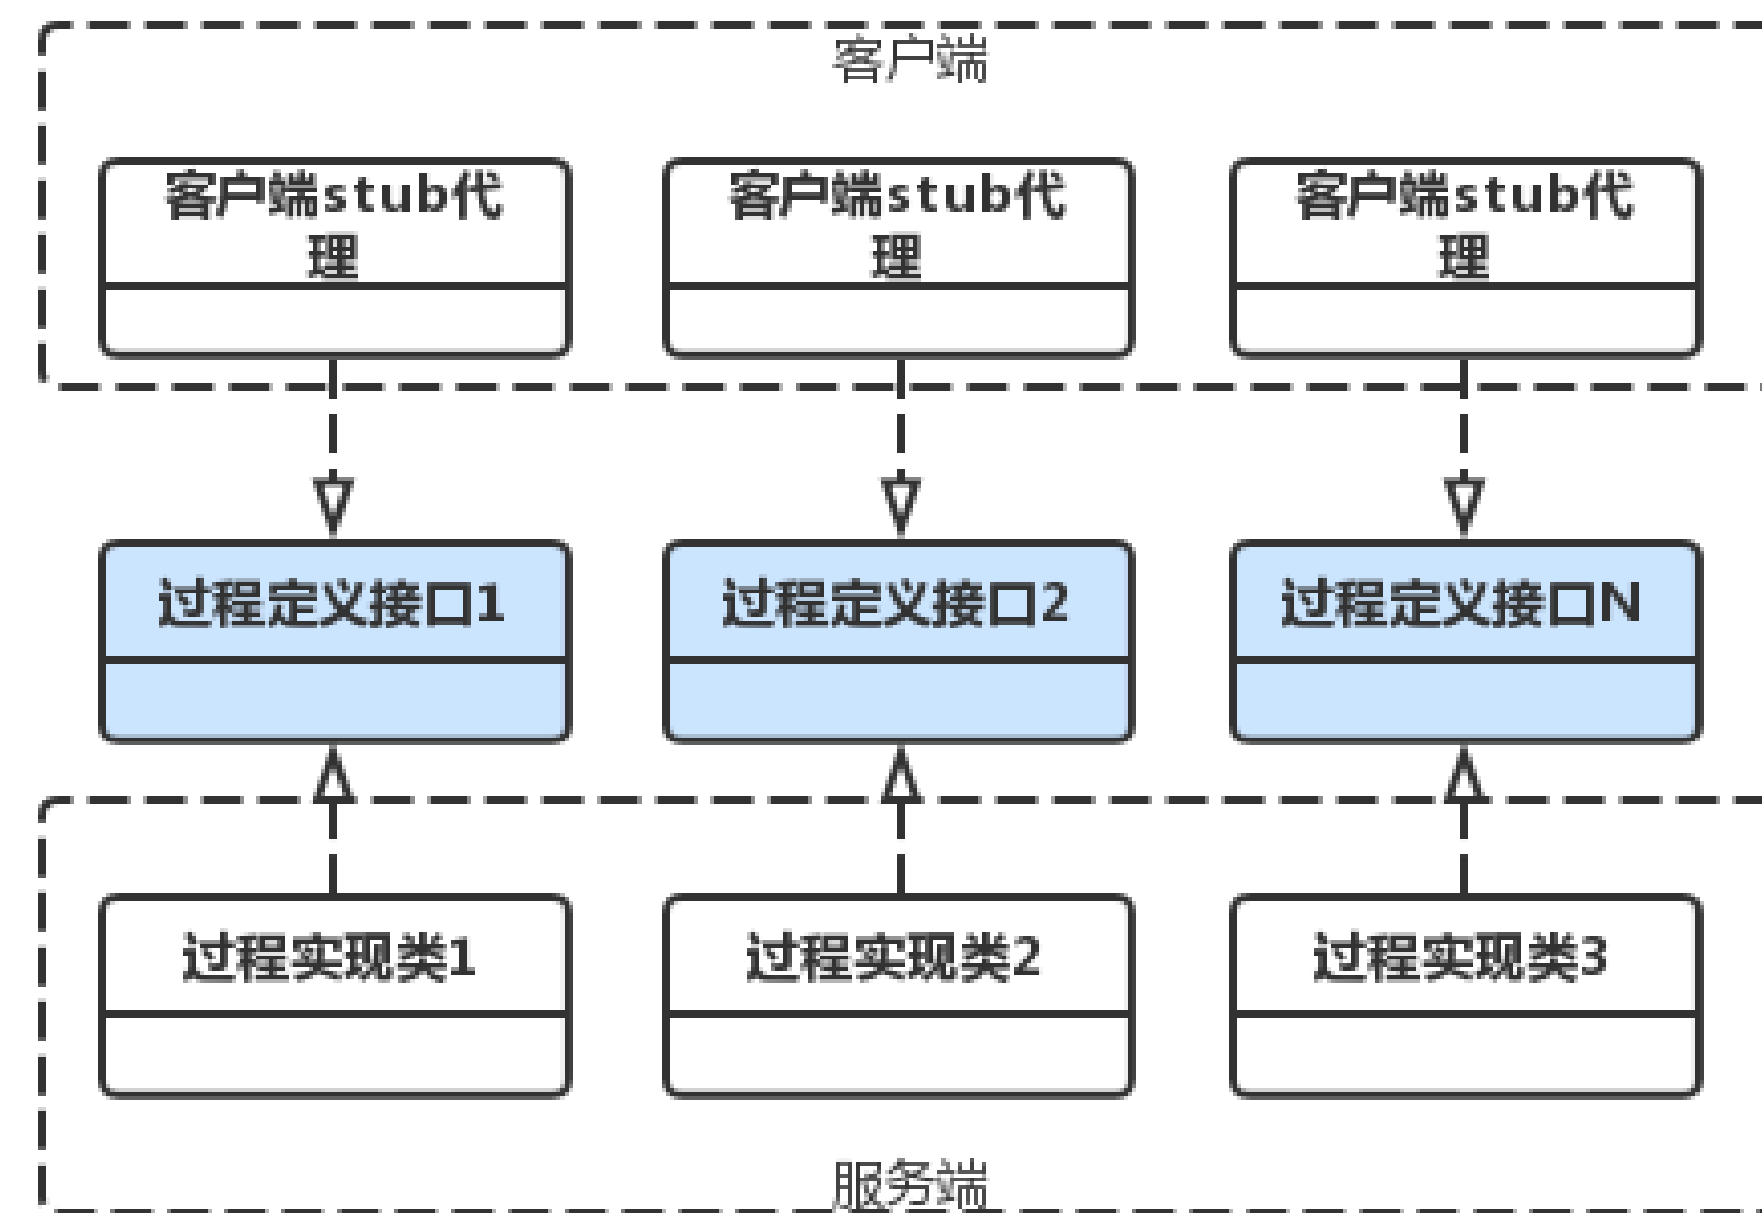 客户端
客户端stub代
理
客户端stub代
理
客户端stub代
理
过程定义接口1
过程定义接口2
过程定义接口N
过程实现类1
过程实现类2
过程实现类3
服务端